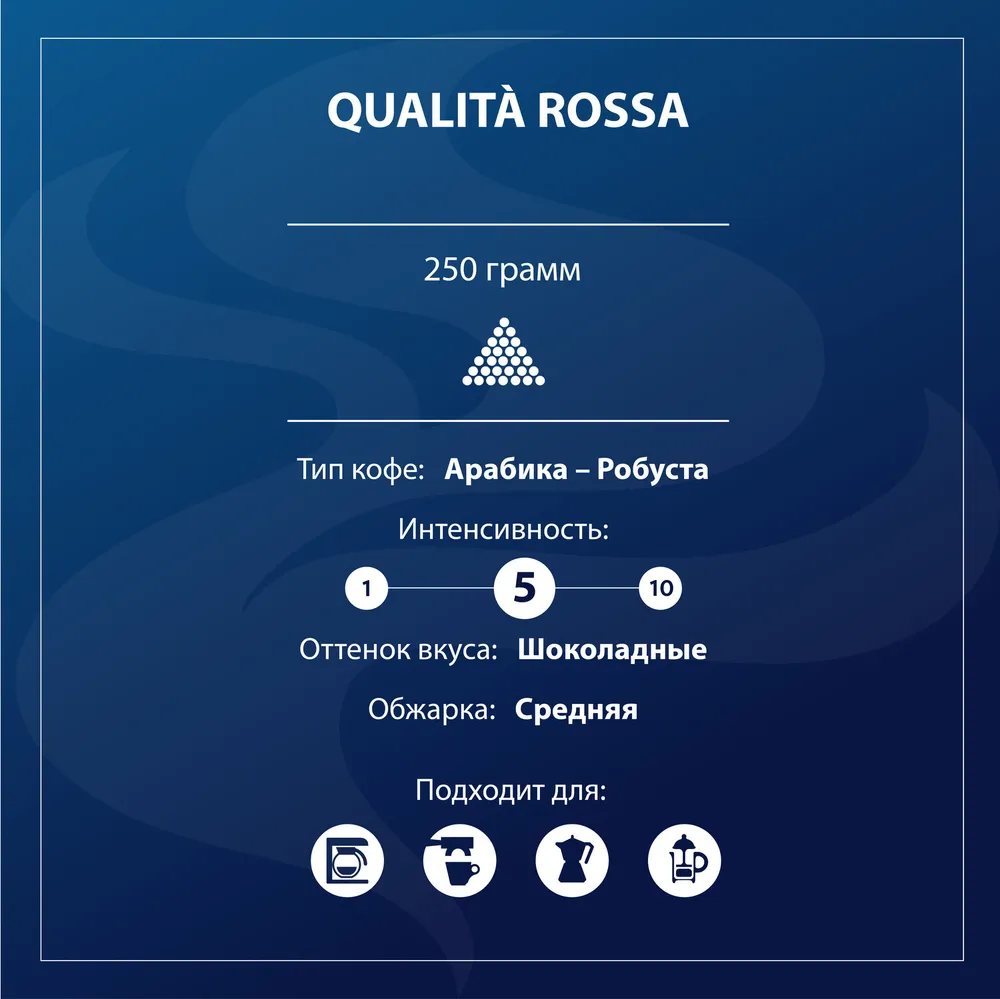 QUALITÀ ROSSA
250 грамм
Тип кофе: Арабика – Робуста
Интенсивность:
1 5 10
Оттенок вкуса: Шоколадные
Обжарка: Средняя
Подходит для: